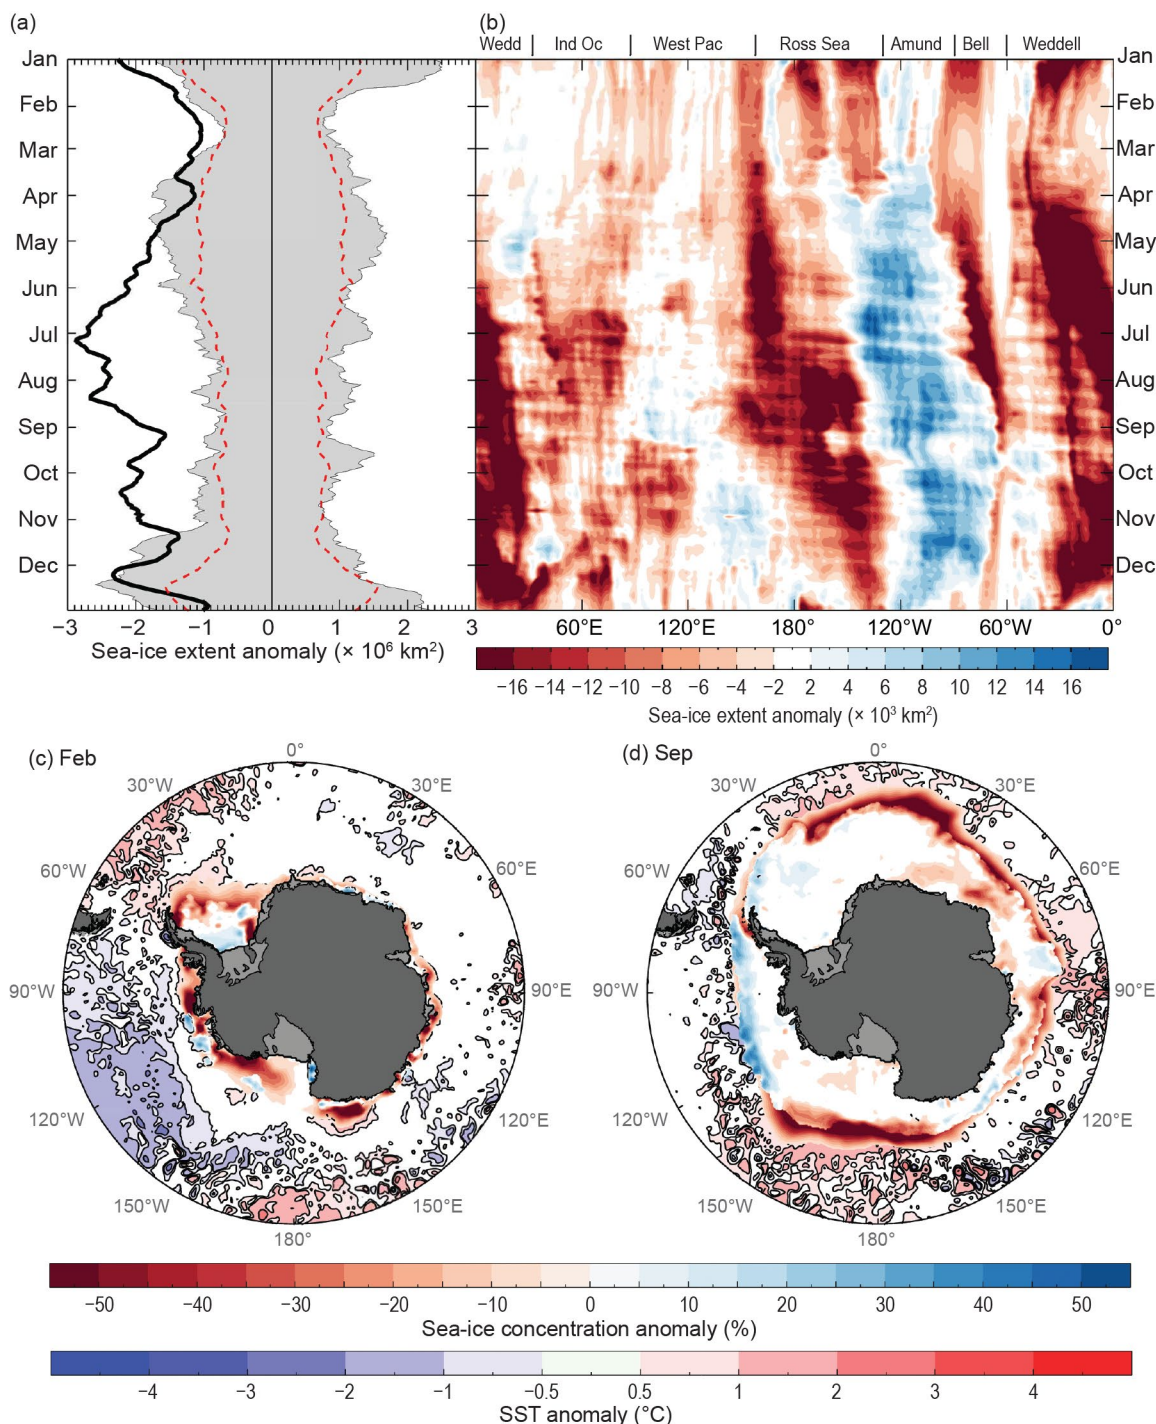 (a)
(b)
Wedd | Ind Oc | West Pac | Ross Sea | Amund | Bell | Weddell
Jan
Feb
Mar
Apr
May
Jun
Jul
Aug
Sep
Oct
Nov
Dec
Jan
Feb
Mar
Apr
May
Jun
Jul
Aug
Sep
Oct
Nov
Dec
−3 −2 −1 0 1 2 3
60°E 120°E 180° 120°W 60°W 0°
Sea-ice extent anomaly (× 10⁶ km²)
−16 −14 −12 −10 −8 −6 −4 −2 2 4 6 8 10 12 14 16
Sea-ice extent anomaly (× 10³ km²)
(c) Feb
0°
30°E
60°E
90°E
120°E
150°E
180°
150°W
120°W
90°W
60°W
30°W
(d) Sep
0°
30°E
60°E
90°E
120°E
150°E
180°
150°W
120°W
90°W
60°W
30°W
−50 −40 −30 −20 −10 0 10 20 30 40 50
Sea-ice concentration anomaly (%)
−4 −3 −2 −1 −0.5 0.5 1 2 3 4
SST anomaly (°C)